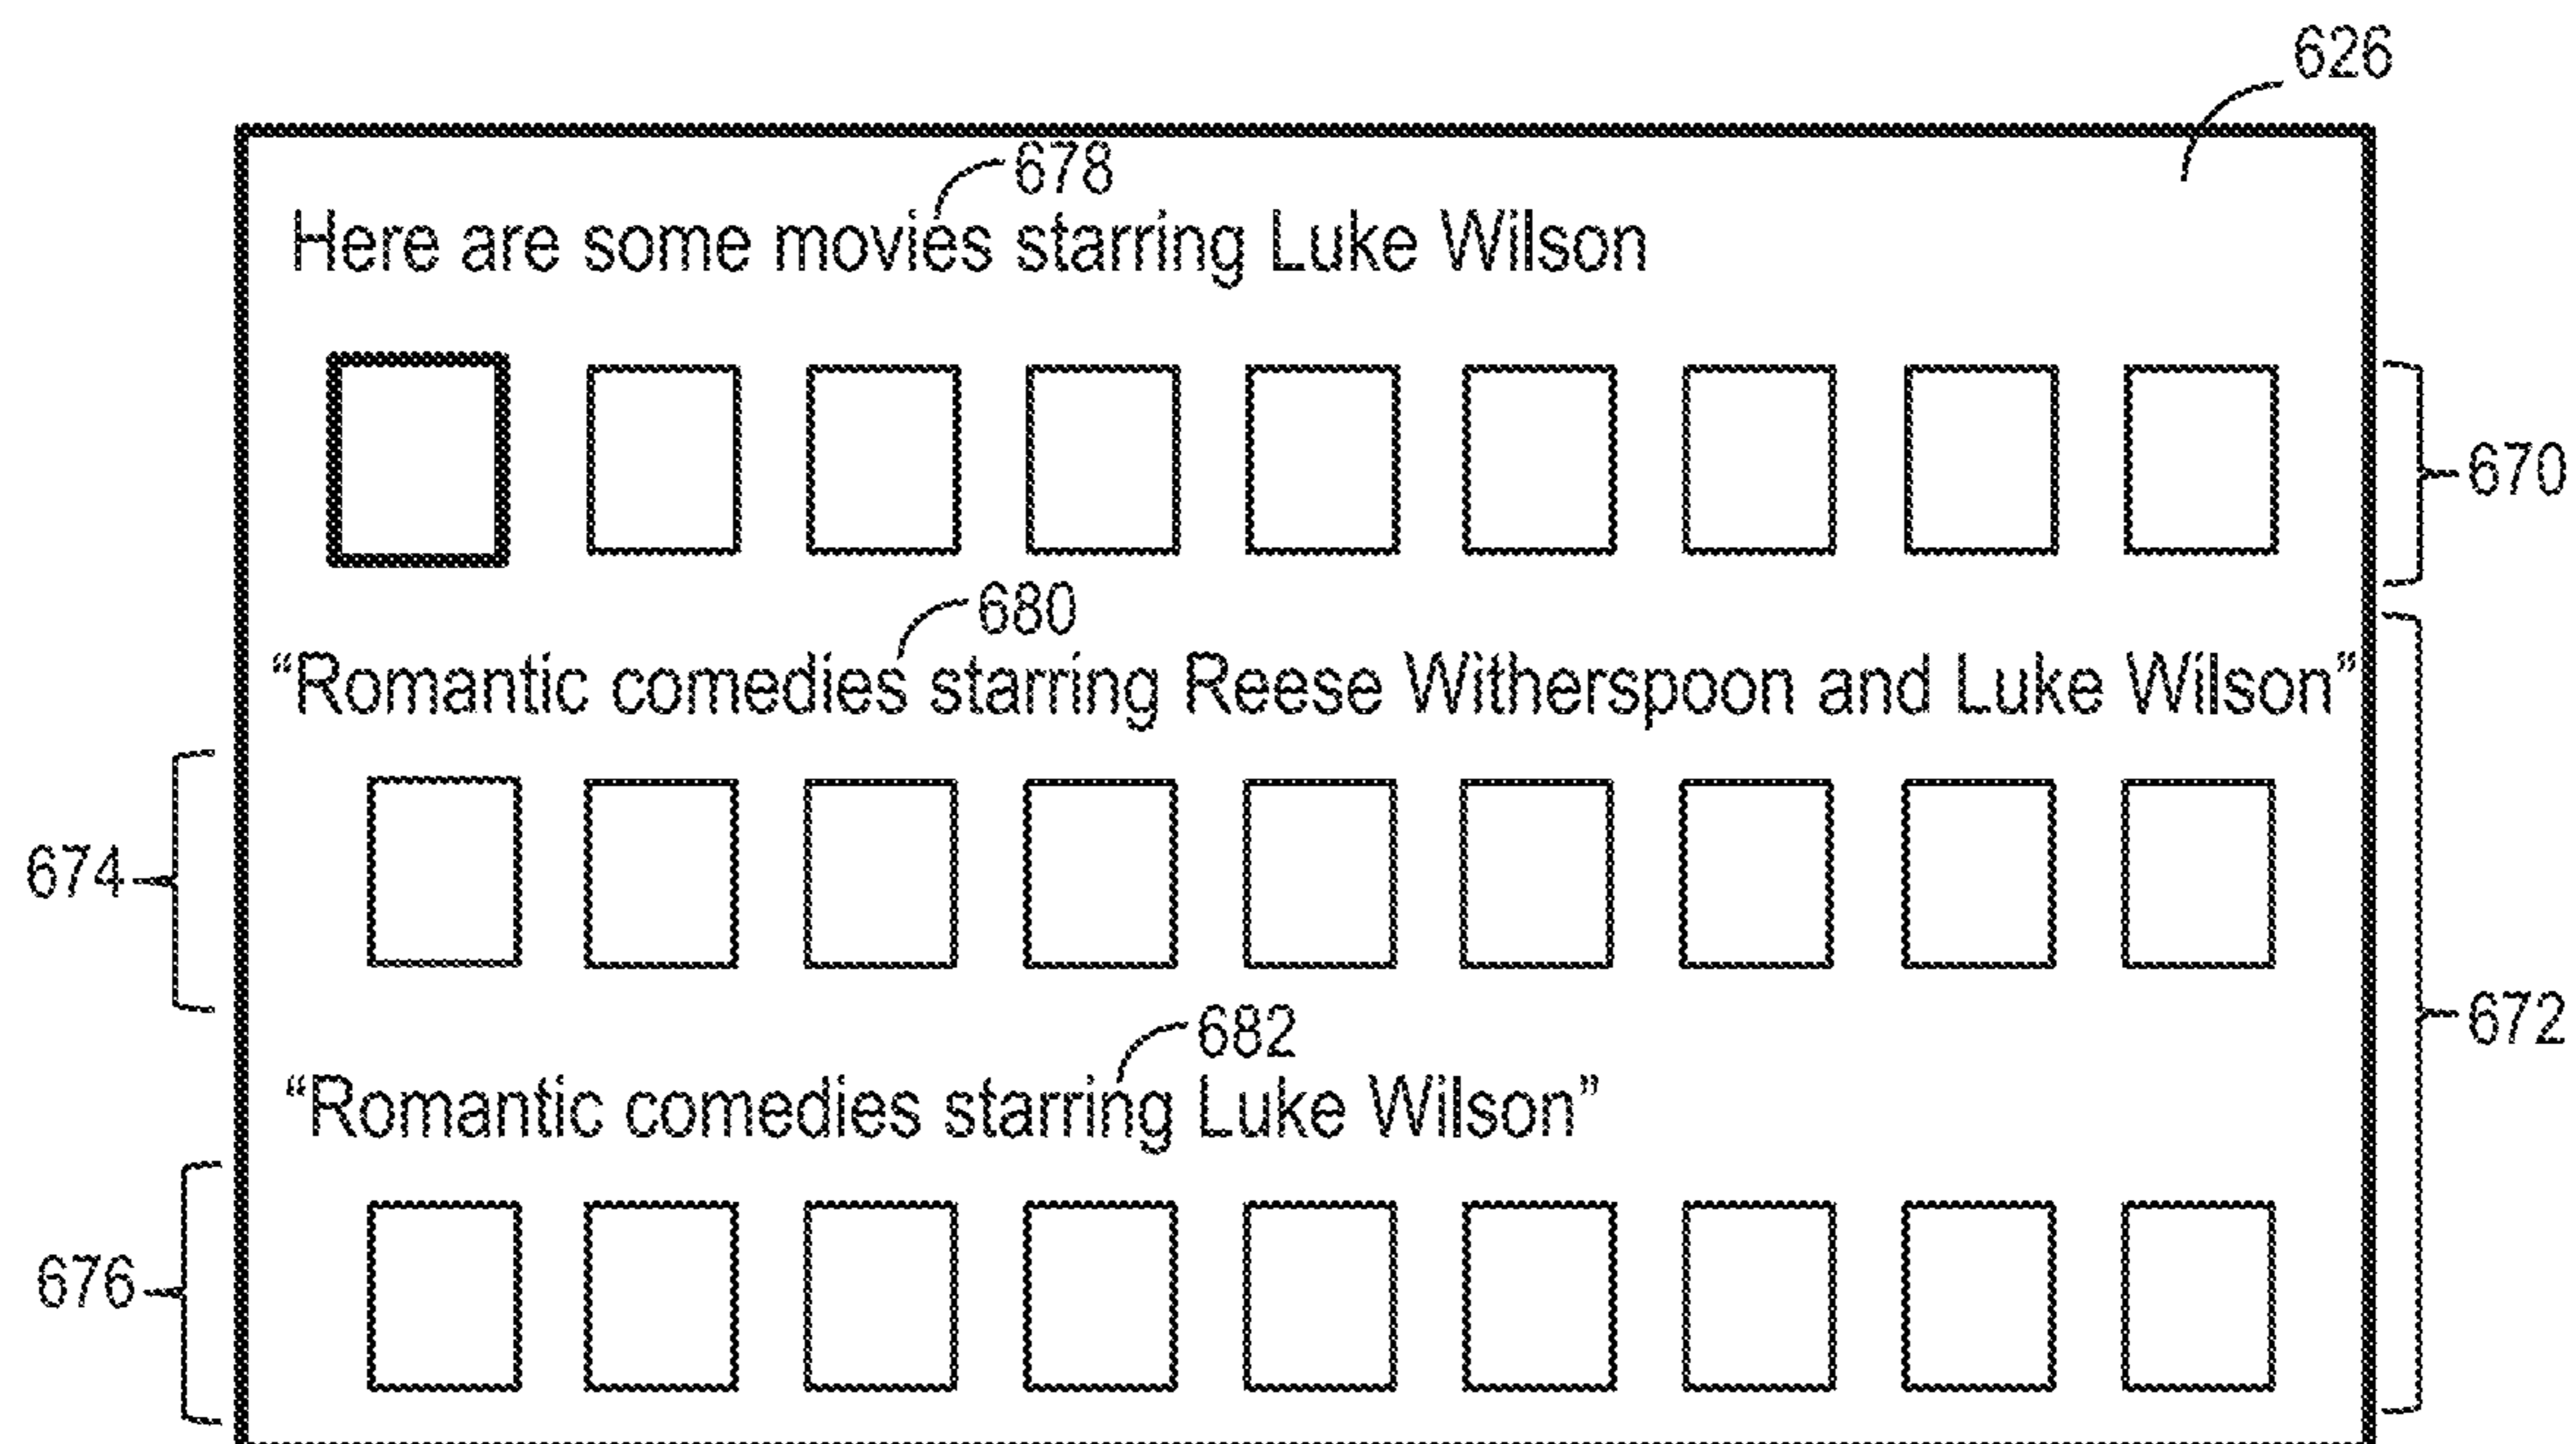 626
678
Here are some movies starring Luke Wilson
670
680
“Romantic comedies starring Reese Witherspoon and Luke Wilson”
674
672
682
“Romantic comedies starring Luke Wilson”
676